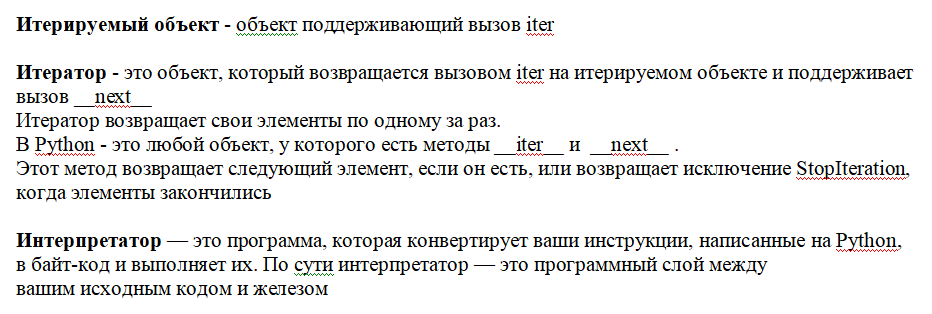 Итерируемый объект - объект поддерживающий вызов iter
Итератор - это объект, который возвращается вызовом iter на итерируемом объекте и поддерживает
вызов __next__
Итератор возвращает свои элементы по одному за раз.
В Python - это любой объект, у которого есть методы __iter__ и __next__ .
Этот метод возвращает следующий элемент, если он есть, или возвращает исключение StopIteration,
когда элементы закончились
Интерпретатор — это программа, которая конвертирует ваши инструкции, написанные на Python,
в байт-код и выполняет их. По сути интерпретатор — это программный слой между
вашим исходным кодом и железом